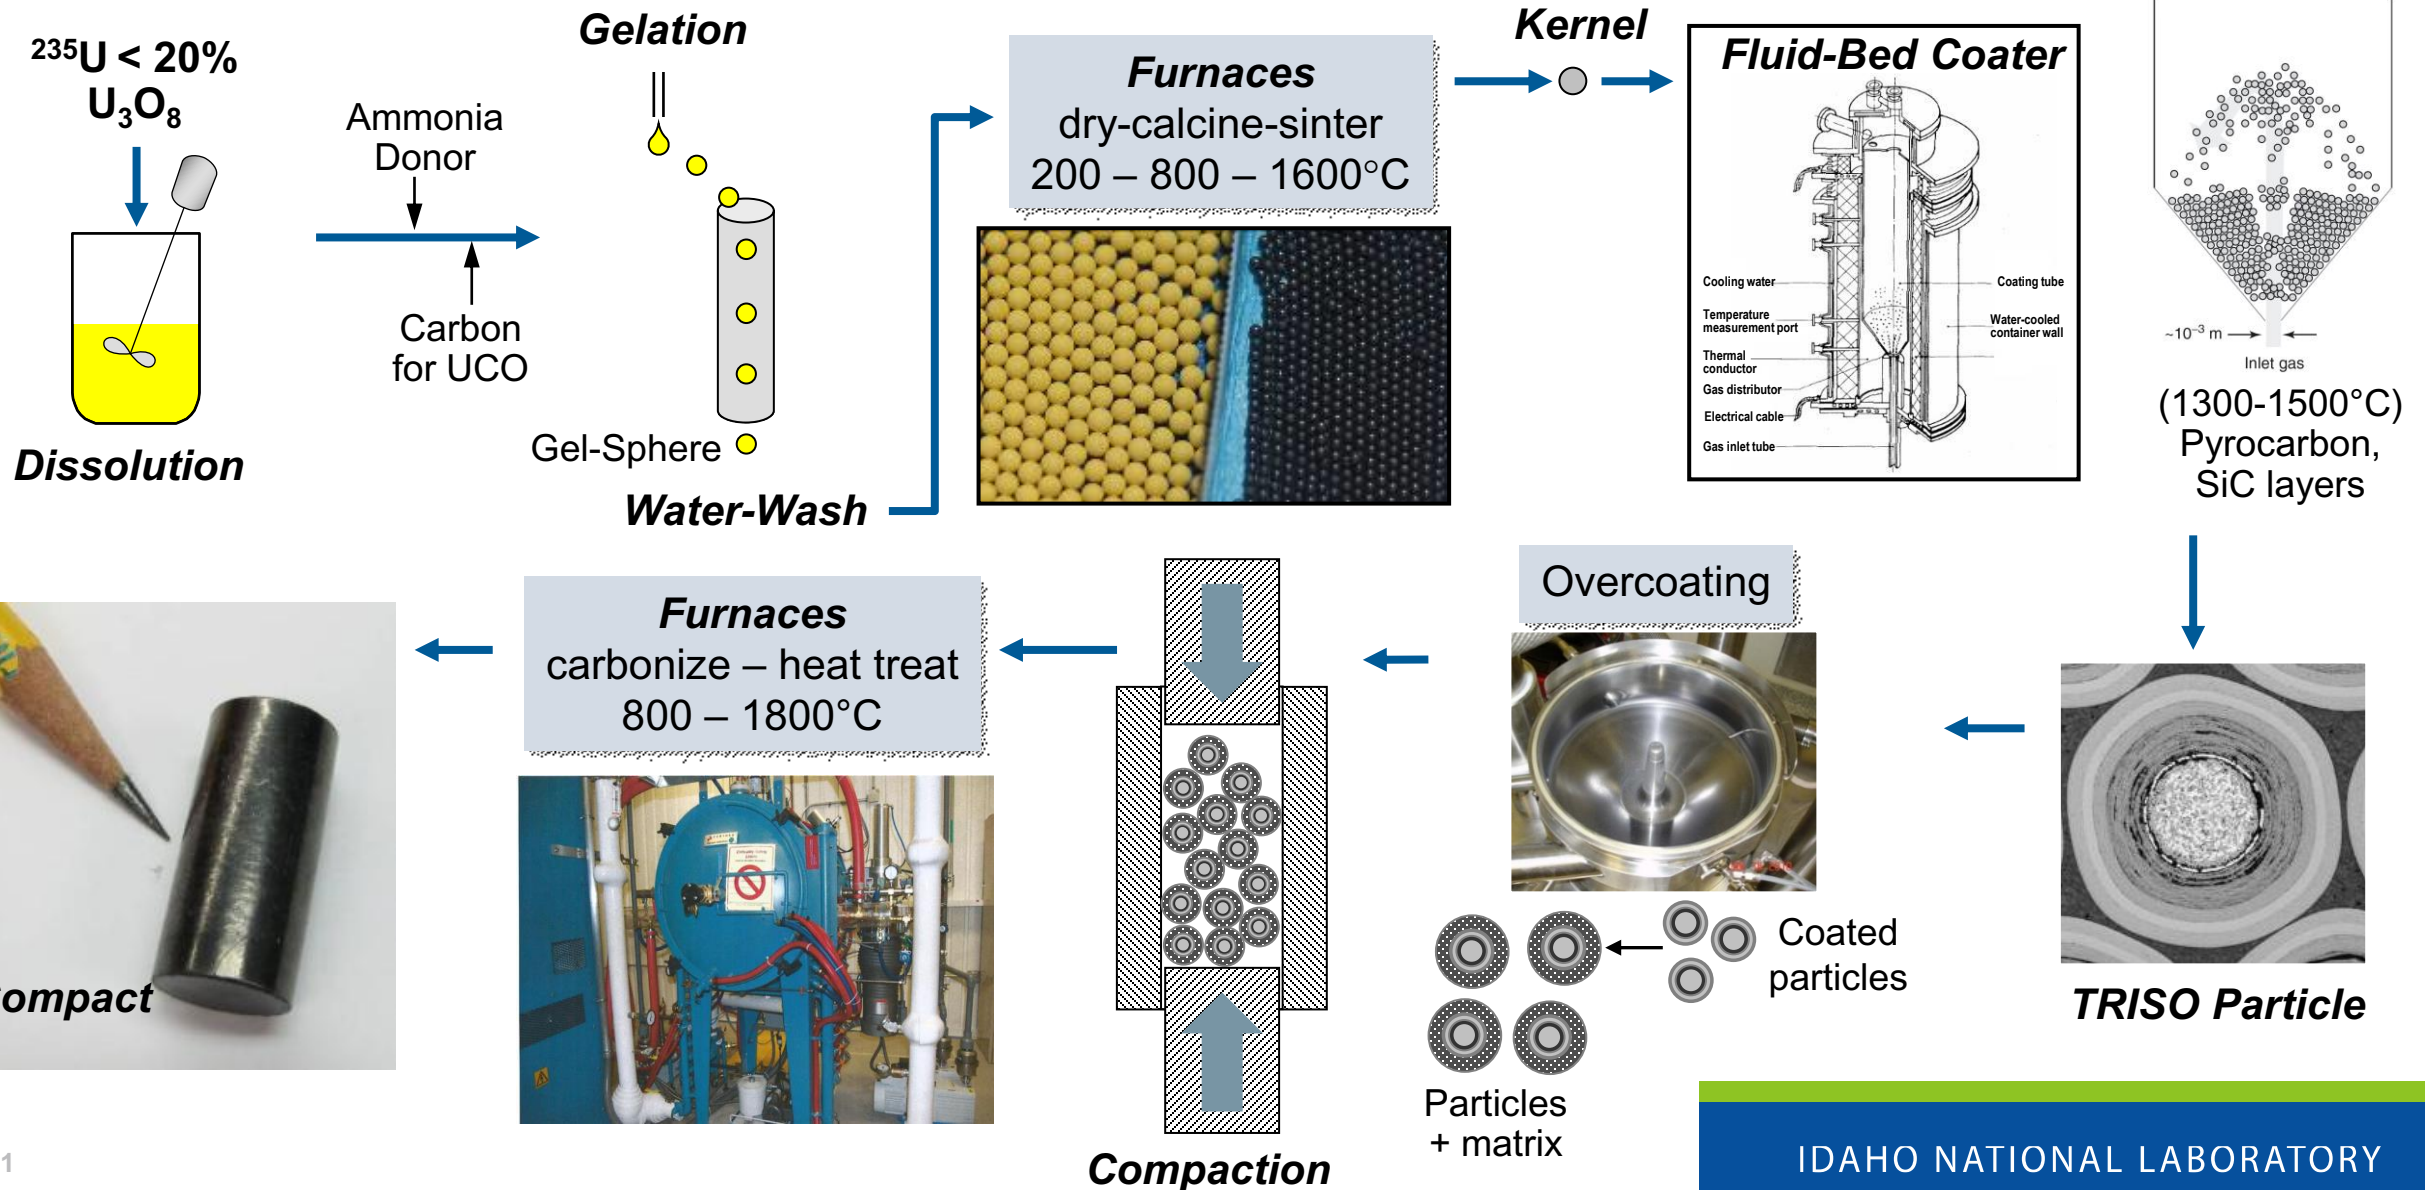 ²³⁵U < 20%
U₃O₈
Dissolution
Ammonia
Donor
Carbon
for UCO
Gelation
Gel-Sphere
Water-Wash
Furnaces
dry-calcine-sinter
200 – 800 – 1600°C
Kernel
Fluid-Bed Coater
Cooling water
Temperature
measurement port
Thermal
conductor
Gas distributor
Electrical cable
Gas inlet tube
Coating tube
Water-cooled
container wall
~10⁻³ m
Inlet gas
(1300-1500°C)
Pyrocarbon,
SiC layers
TRISO Particle
Overcoating
Coated
particles
Particles
+ matrix
Compaction
Furnaces
carbonize – heat treat
800 – 1800°C
ompact
1
IDAHO NATIONAL LABORATORY